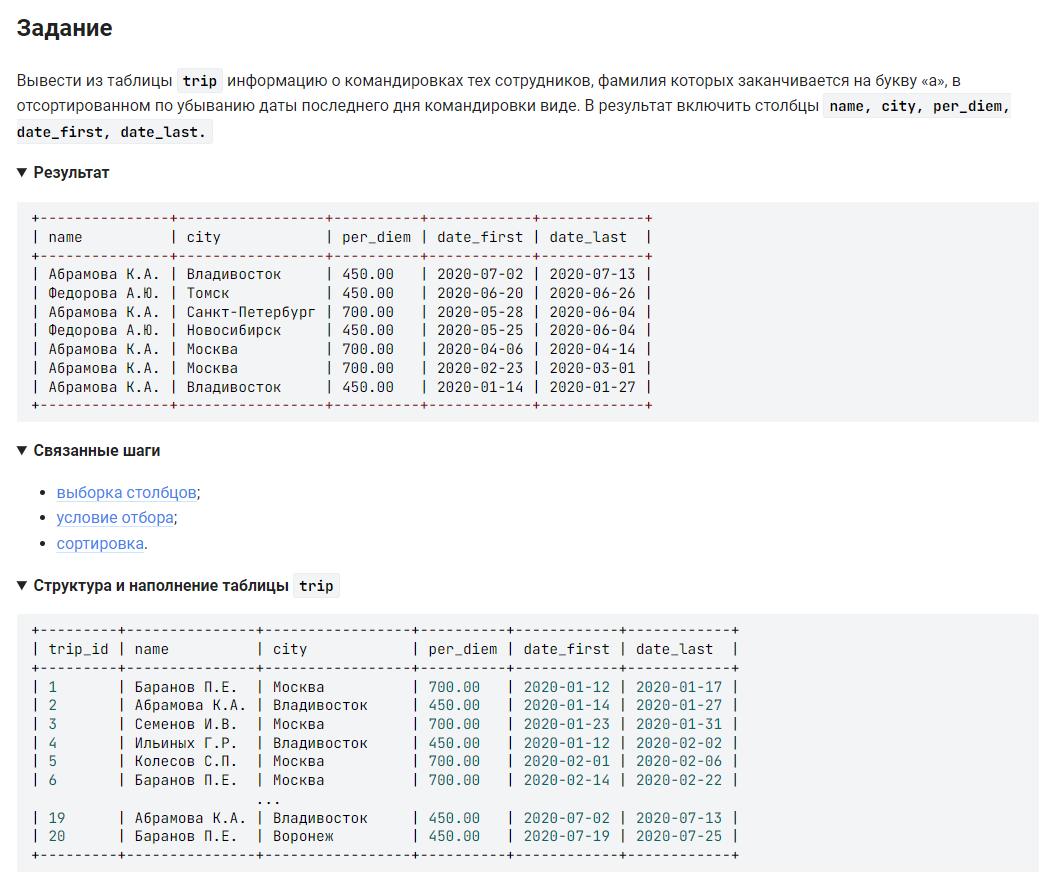 Задание
Вывести из таблицы trip информацию о командировках тех сотрудников, фамилия которых заканчивается на букву «а», в
отсортированном по убыванию даты последнего дня командировки виде. В результат включить столбцы name, city, per_diem,
date_first, date_last.
▼ Результат
+---------------+-----------------+----------+------------+------------+
| name          | city            | per_diem | date_first | date_last  |
+---------------+-----------------+----------+------------+------------+
| Абрамова К.А. | Владивосток     | 450.00   | 2020-07-02 | 2020-07-13 |
| Федорова А.Ю. | Томск           | 450.00   | 2020-06-20 | 2020-06-26 |
| Абрамова К.А. | Санкт-Петербург | 700.00   | 2020-05-28 | 2020-06-04 |
| Федорова А.Ю. | Новосибирск     | 450.00   | 2020-05-25 | 2020-06-04 |
| Абрамова К.А. | Москва          | 700.00   | 2020-04-06 | 2020-04-14 |
| Абрамова К.А. | Москва          | 700.00   | 2020-02-23 | 2020-03-01 |
| Абрамова К.А. | Владивосток     | 450.00   | 2020-01-14 | 2020-01-27 |
+---------------+-----------------+----------+------------+------------+
▼ Связанные шаги
• выборка столбцов;
• условие отбора;
• сортировка.
▼ Структура и наполнение таблицы trip
+---------+---------------+-----------------+----------+------------+------------+
| trip_id | name          | city            | per_diem | date_first | date_last  |
+---------+---------------+-----------------+----------+------------+------------+
| 1       | Баранов П.Е.  | Москва          | 700.00   | 2020-01-12 | 2020-01-17 |
| 2       | Абрамова К.А. | Владивосток     | 450.00   | 2020-01-14 | 2020-01-27 |
| 3       | Семенов И.В.  | Москва          | 700.00   | 2020-01-23 | 2020-01-31 |
| 4       | Ильиных Г.Р.  | Владивосток     | 450.00   | 2020-01-12 | 2020-02-02 |
| 5       | Колесов С.П.  | Москва          | 700.00   | 2020-02-01 | 2020-02-06 |
| 6       | Баранов П.Е.  | Москва          | 700.00   | 2020-02-14 | 2020-02-22 |
...
| 19      | Абрамова К.А. | Владивосток     | 450.00   | 2020-07-02 | 2020-07-13 |
| 20      | Баранов П.Е.  | Воронеж         | 450.00   | 2020-07-19 | 2020-07-25 |
+---------+---------------+-----------------+----------+------------+------------+